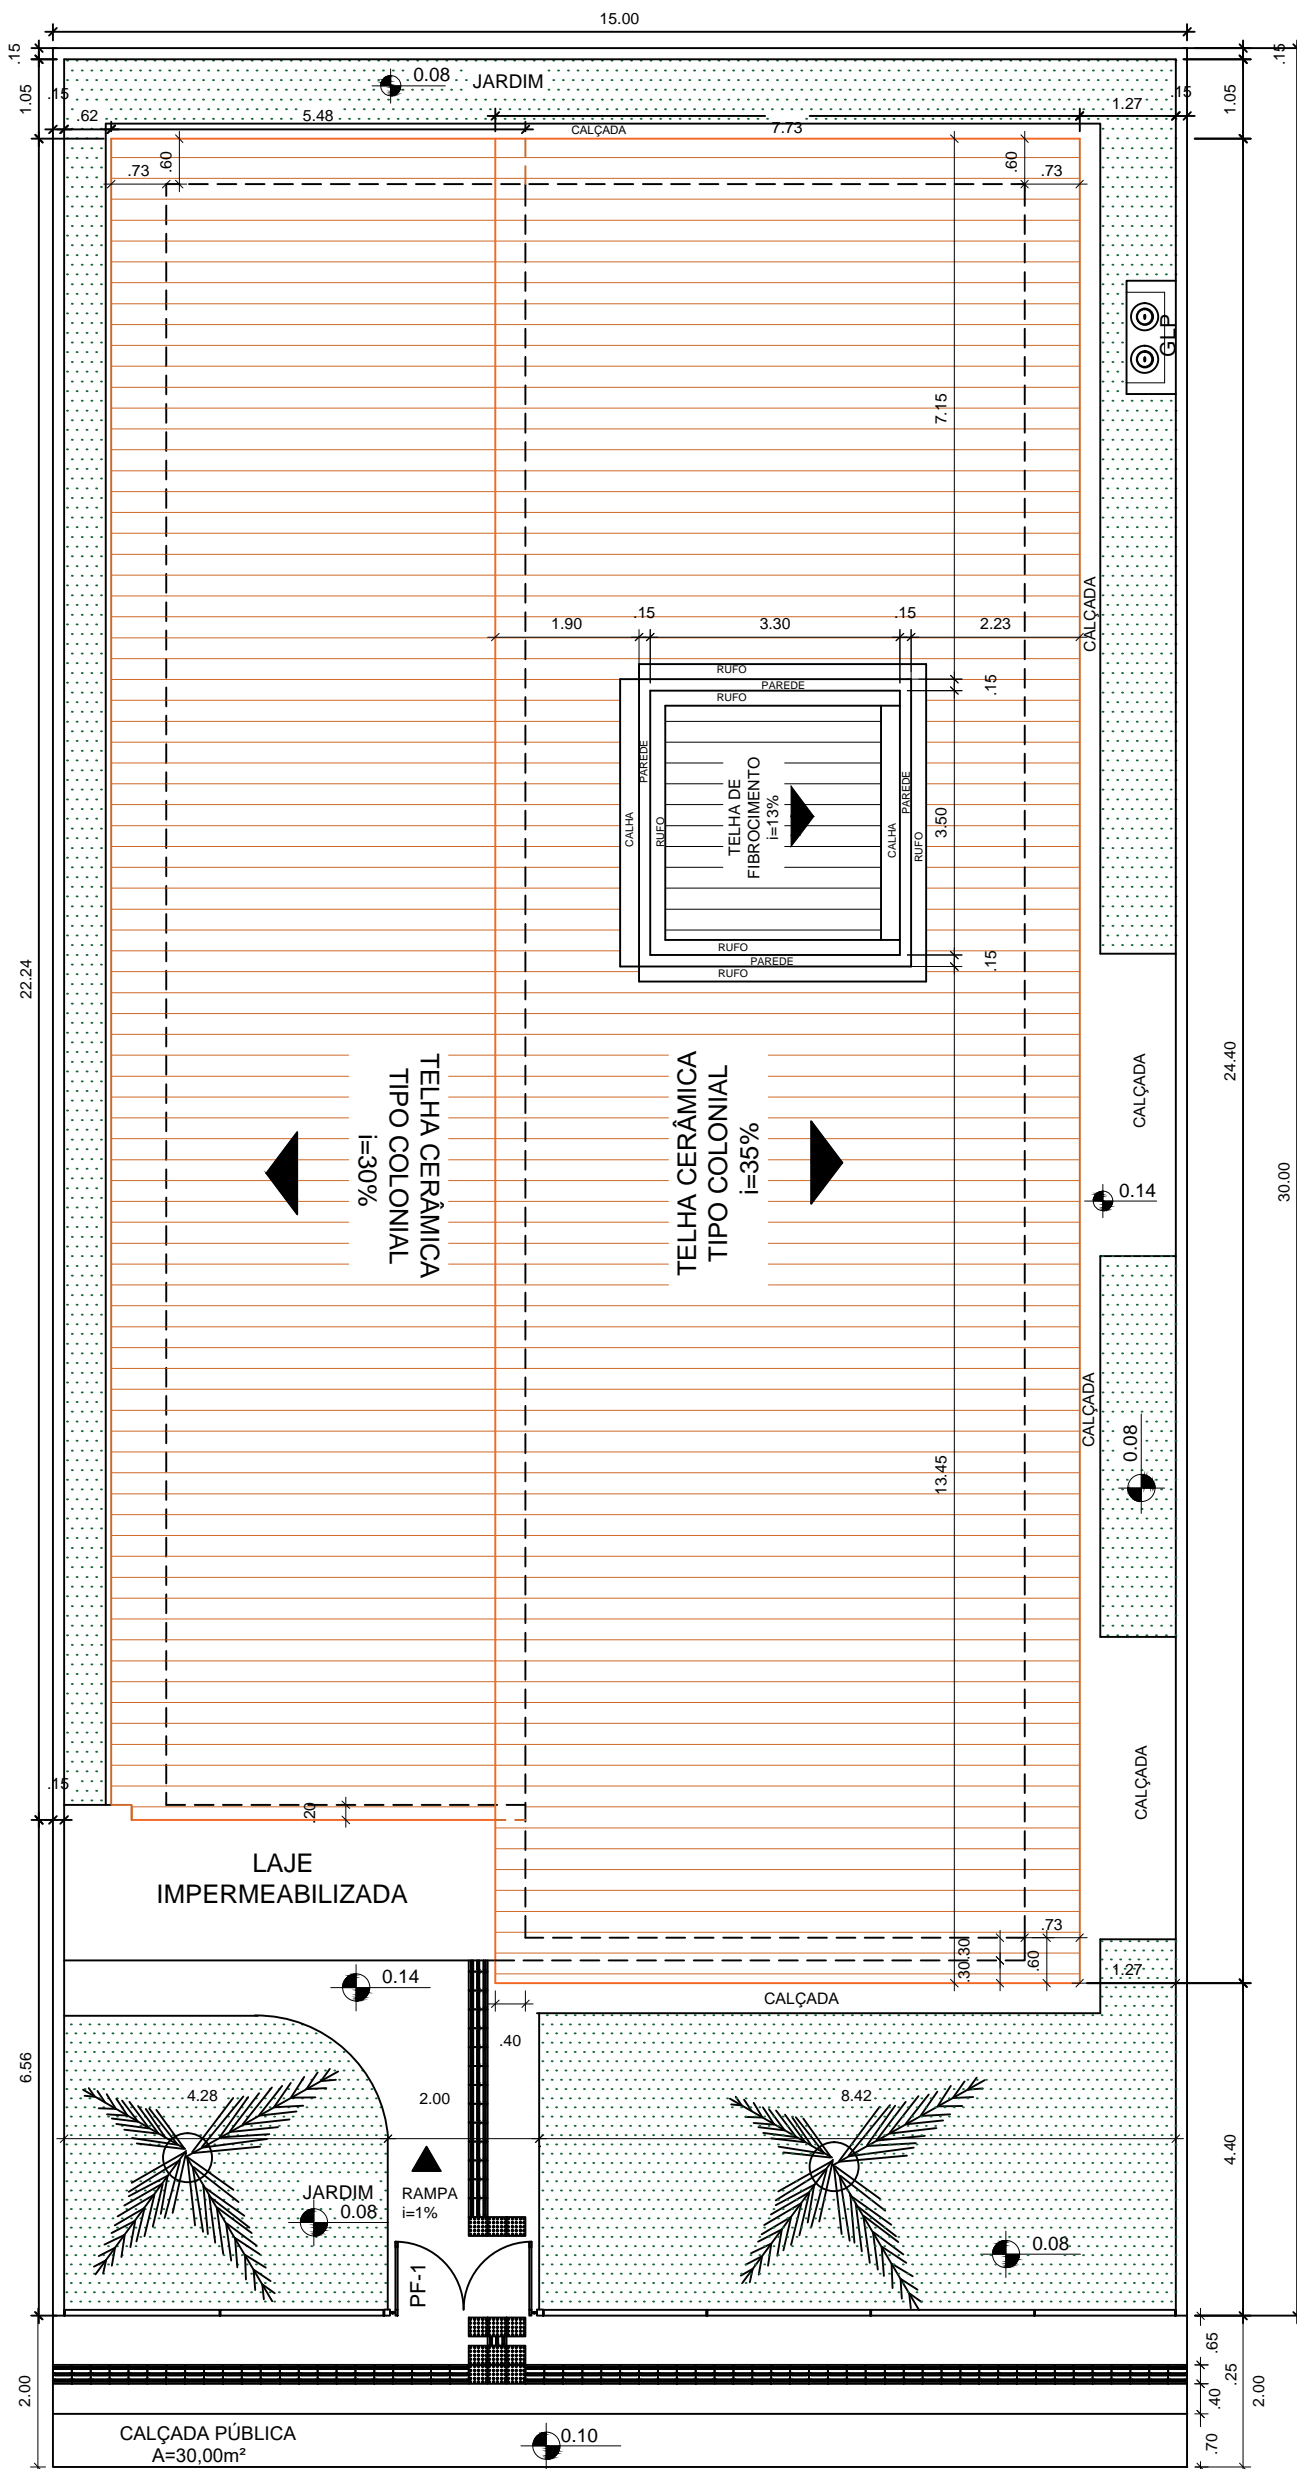 15.00
.15
.15
1.05
.15
0.08
JARDIM
1.27
.15
1.05
.62
5.48
CALÇADA
7.73
.73
.60
.60
.73
GLP
7.15
CALÇADA
.15
.15
1.90
3.30
2.23
RUFO
PAREDE
RUFO
.15
PAREDE
TELHA DE
FIBROCIMENTO
i=13%
PAREDE
CALHA
RUFO
CALHA
RUFO
3.50
RUFO
PAREDE
RUFO
.15
22.24
24.40
30.00
TELHA CERÂMICA
TIPO COLONIAL
i=30%
TELHA CERÂMICA
TIPO COLONIAL
i=35%
CALÇADA
0.14
CALÇADA
0.08
13.45
CALÇADA
.15
.20
LAJE
IMPERMEABILIZADA
.73
.30
.30
.60
1.27
0.14
CALÇADA
.40
6.56
4.28
2.00
8.42
4.40
JARDIM
0.08
RAMPA
i=1%
0.08
PF-1
.65
.25
.40
.70
2.00
2.00
CALÇADA PÚBLICA
A=30,00m²
0.10